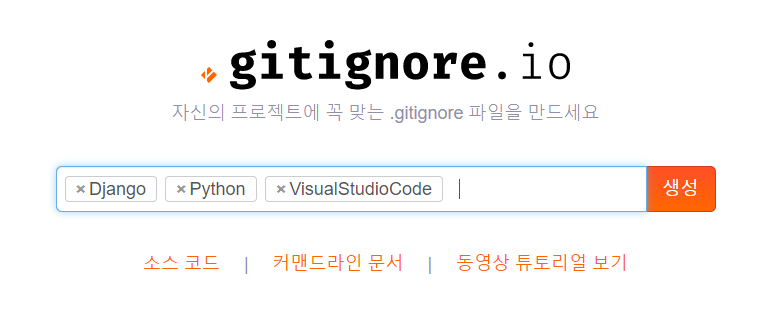 gitignore.io
자신의 프로젝트에 꼭 맞는 .gitignore 파일을 만드세요
×Django ×Python ×VisualStudioCode 생성
소스 코드 | 커맨드라인 문서 | 동영상 튜토리얼 보기